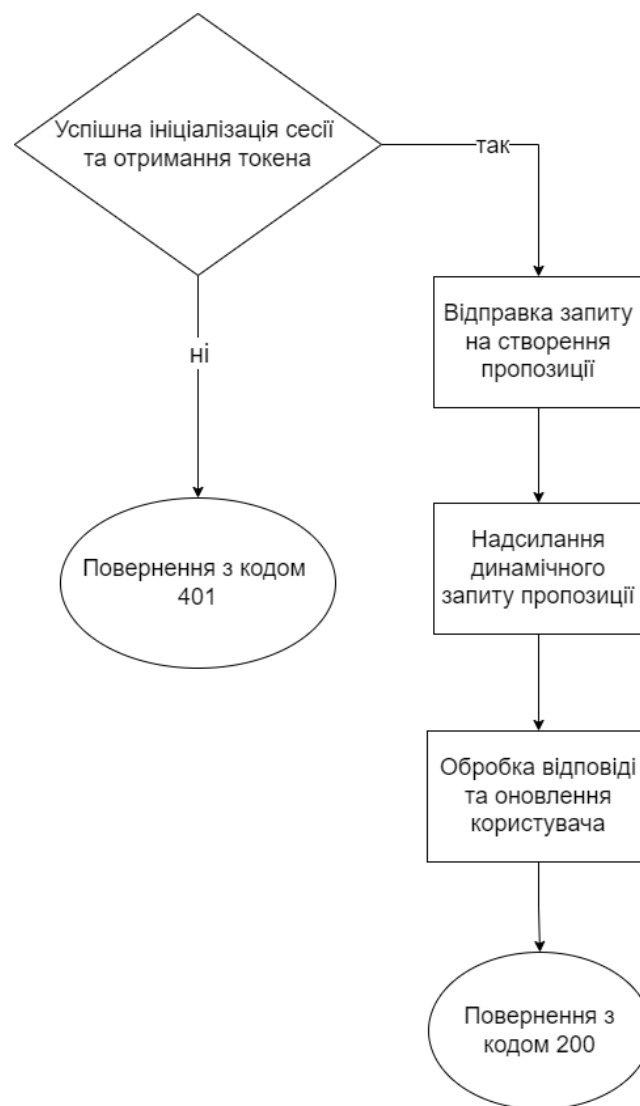 Успішна ініціалізація сесії
та отримання токена
так
ні
Відправка запиту
на створення
пропозиції
Надсилання
динамічного
запиту пропозиції
Повернення з кодом
401
Обробка відповіді
та оновлення
користувача
Повернення з
кодом 200